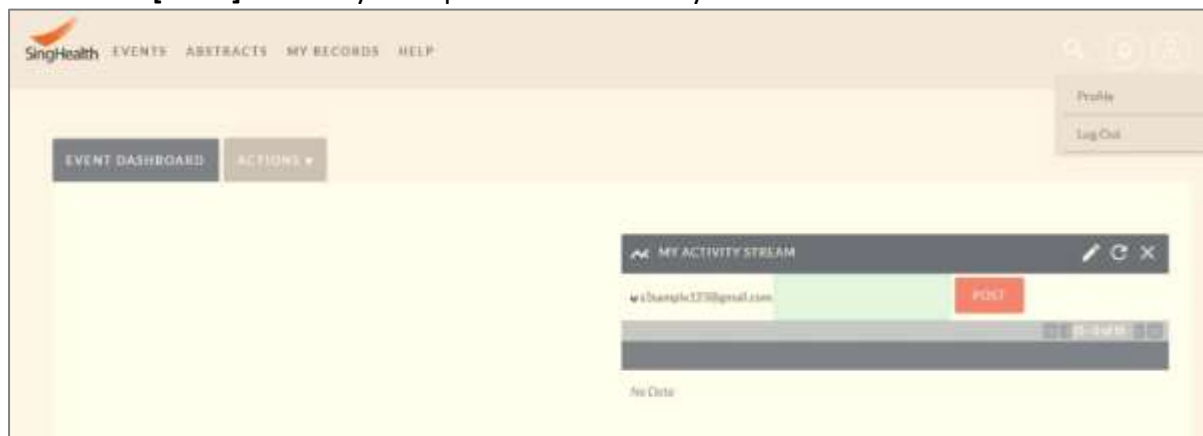 SingHealth EVENTS ABSTRACTS MY RECORDS HELP
Profile
Log Out
EVENT DASHBOARD ACTIONS
MY ACTIVITY STREAM
POST
No Data